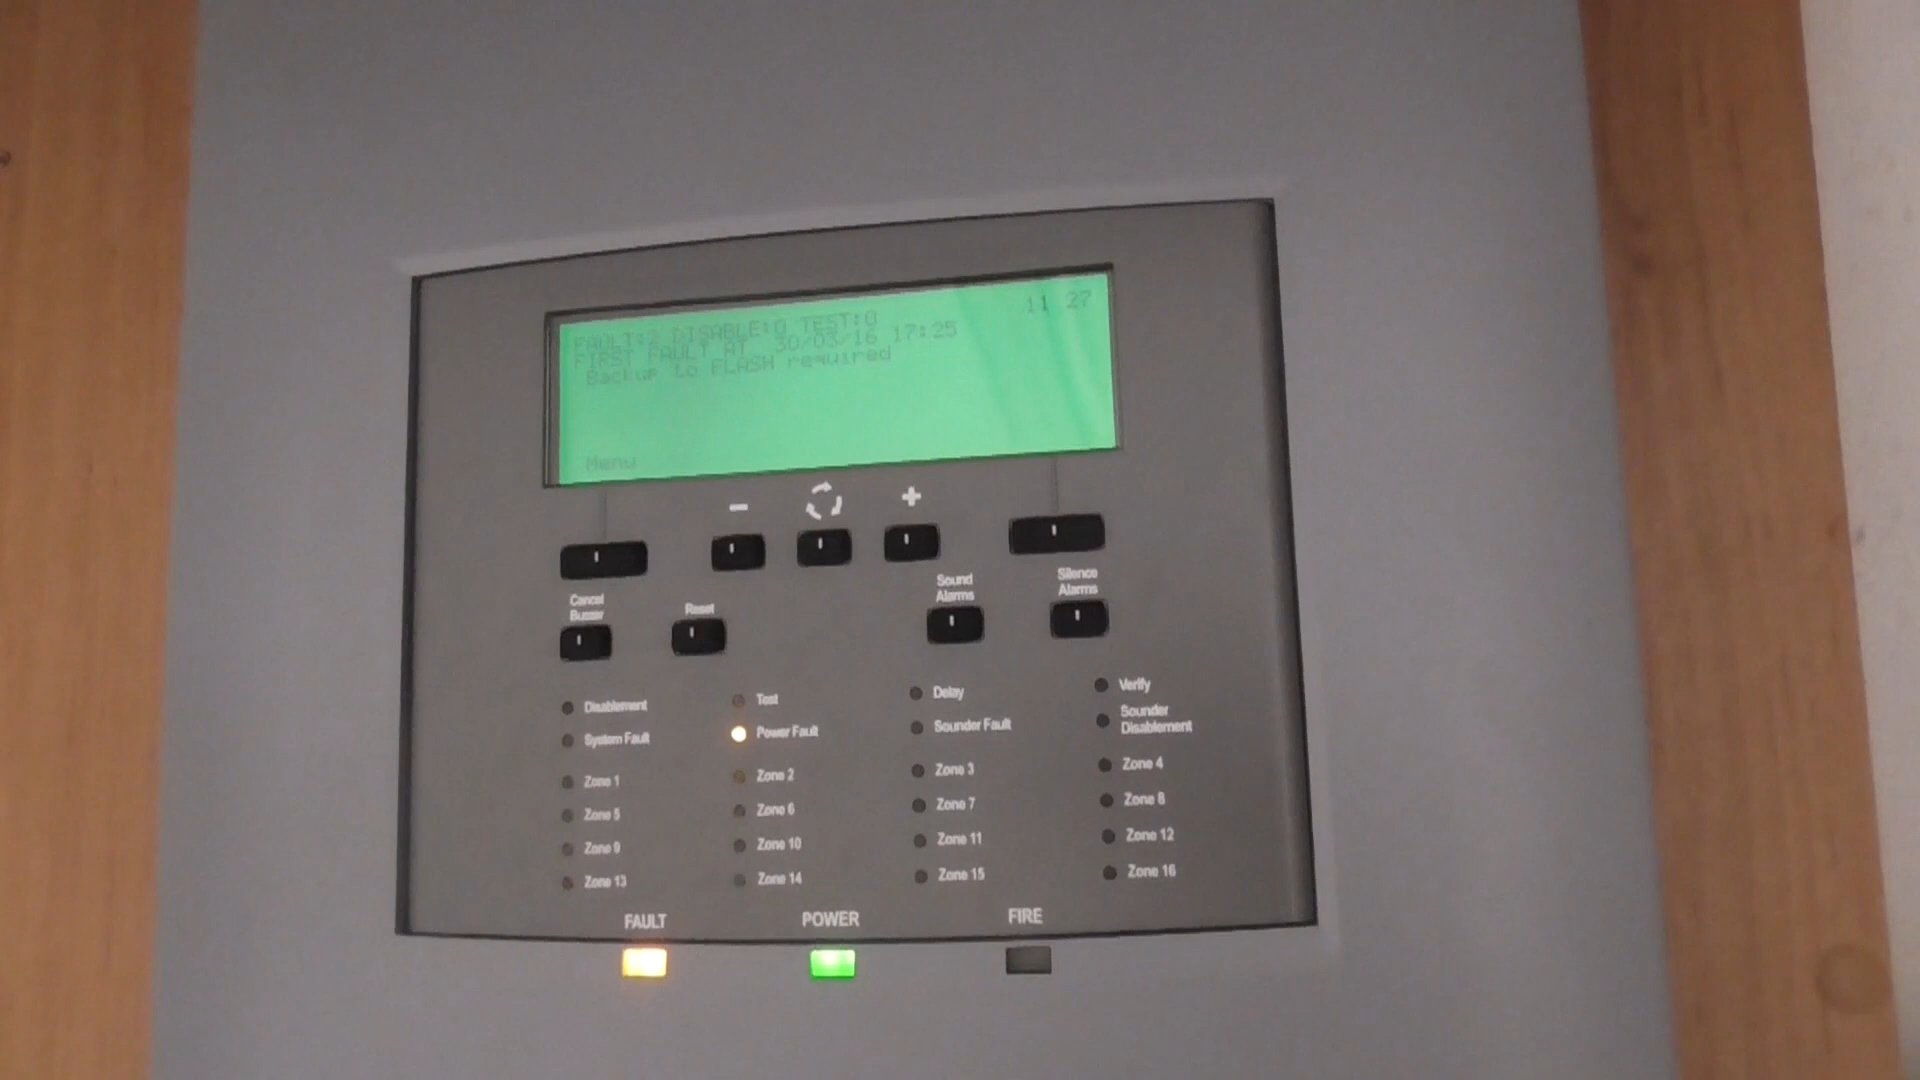 11 27
FAULT:2 DISABLE:0 TEST:0
FIRST FAULT AT 30/03/16 17:25
Backup to FLASH required
Menu
- +
Cancel
Buzzer
Reset
Sound
Alarms
Silence
Alarms
Disablement
Test
Delay
Verify
System Fault
Power Fault
Sounder Fault
Sounder
Disablement
Zone 1
Zone 2
Zone 3
Zone 4
Zone 5
Zone 6
Zone 7
Zone 8
Zone 9
Zone 10
Zone 11
Zone 12
Zone 13
Zone 14
Zone 15
Zone 16
FAULT
POWER
FIRE